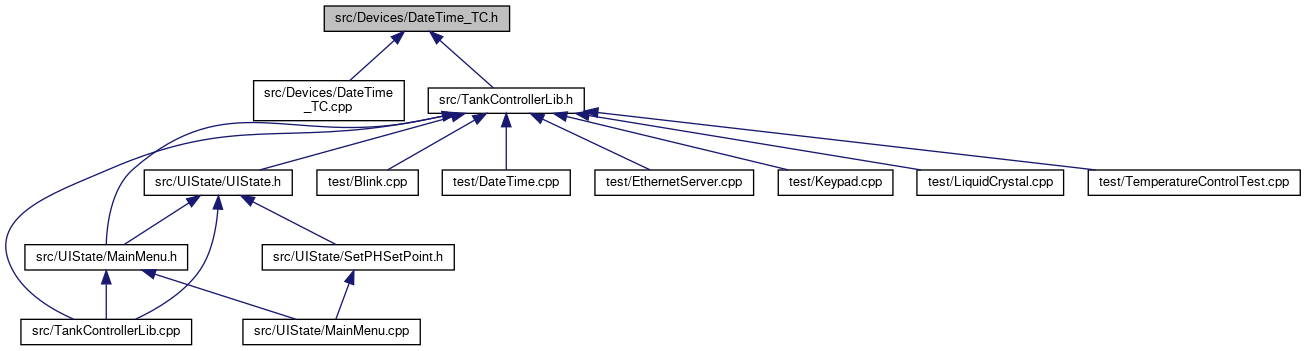 src/Devices/DateTime_TC.h
src/Devices/DateTime
_TC.cpp
src/TankControllerLib.h
src/UIState/UIState.h
test/Blink.cpp
test/DateTime.cpp
test/EthernetServer.cpp
test/Keypad.cpp
test/LiquidCrystal.cpp
test/TemperatureControlTest.cpp
src/UIState/MainMenu.h
src/UIState/SetPHSetPoint.h
src/TankControllerLib.cpp
src/UIState/MainMenu.cpp